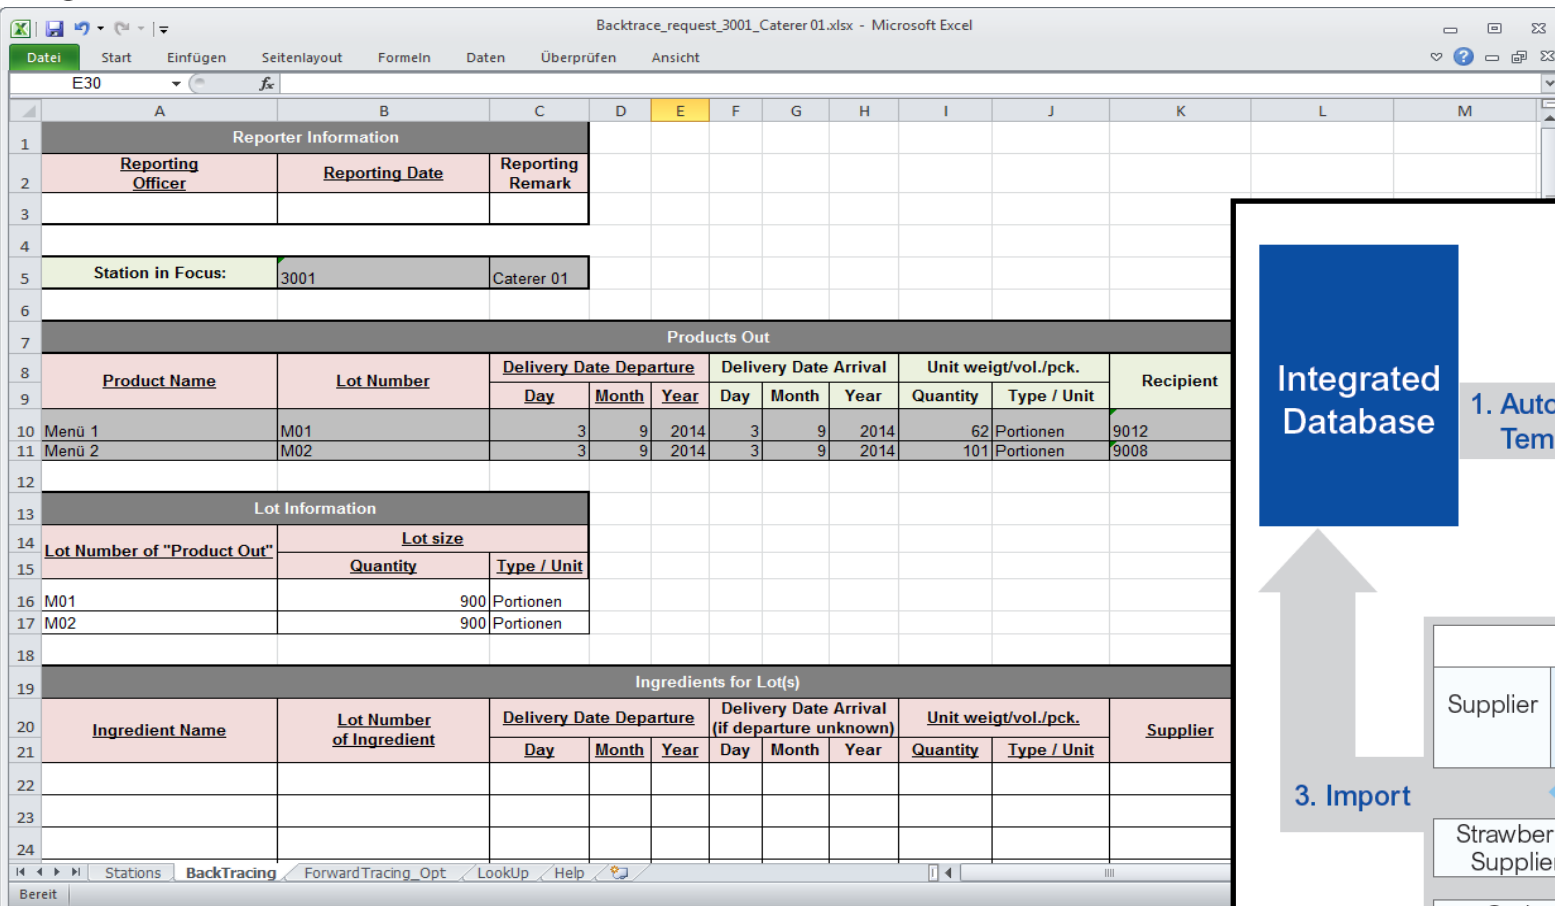 Backtrace_request_3001_Caterer 01.xlsx - Microsoft Excel
Datei Start Einfügen Seitenlayout Formeln Daten Überprüfen Ansicht
E30 fx
A B C D E F G H I J K L M
1 Reporter Information
2 Reporting Officer Reporting Date Reporting Remark
3
4
5 Station in Focus: 3001 Caterer 01
6
7 Products Out
8 Product Name Lot Number Delivery Date Departure Delivery Date Arrival Unit weigt/vol./pck. Recipient
9 Day Month Year Day Month Year Quantity Type / Unit
10 Menü 1 M01 3 9 2014 3 9 2014 62 Portionen 9012
11 Menü 2 M02 3 9 2014 3 9 2014 101 Portionen 9008
12
13 Lot Information
14 Lot Number of "Product Out" Lot size
15 Quantity Type / Unit
16 M01 900 Portionen
17 M02 900 Portionen
18
19 Ingredients for Lot(s)
20 Ingredient Name Lot Number of Ingredient Delivery Date Departure Delivery Date Arrival (if departure unknown) Unit weigt/vol./pck. Supplier
21 Day Month Year Day Month Year Quantity Type / Unit
22
23
24
Stations BackTracing ForwardTracing_Opt LookUp Help
Bereit
Integrated
Database
1. Auto
Tem
Supplier
3. Import
Strawber
Supplier